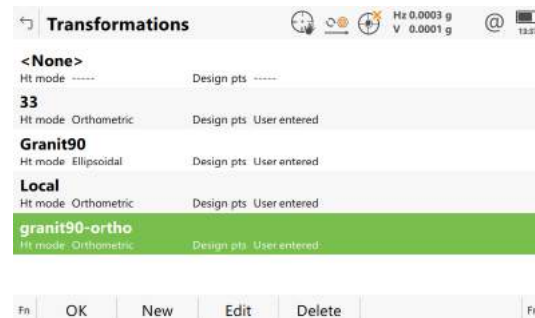 Transformations
Hz 0.0003 g
V 0.0001 g
@
<None>
Ht mode -----
Design pts -----
33
Ht mode Orthometric
Design pts User entered
Granit90
Ht mode Ellipsoidal
Design pts User entered
Local
Ht mode Orthometric
Design pts User entered
granit90-ortho
Ht mode Orthometric
Design pts User entered
Fn OK New Edit Delete